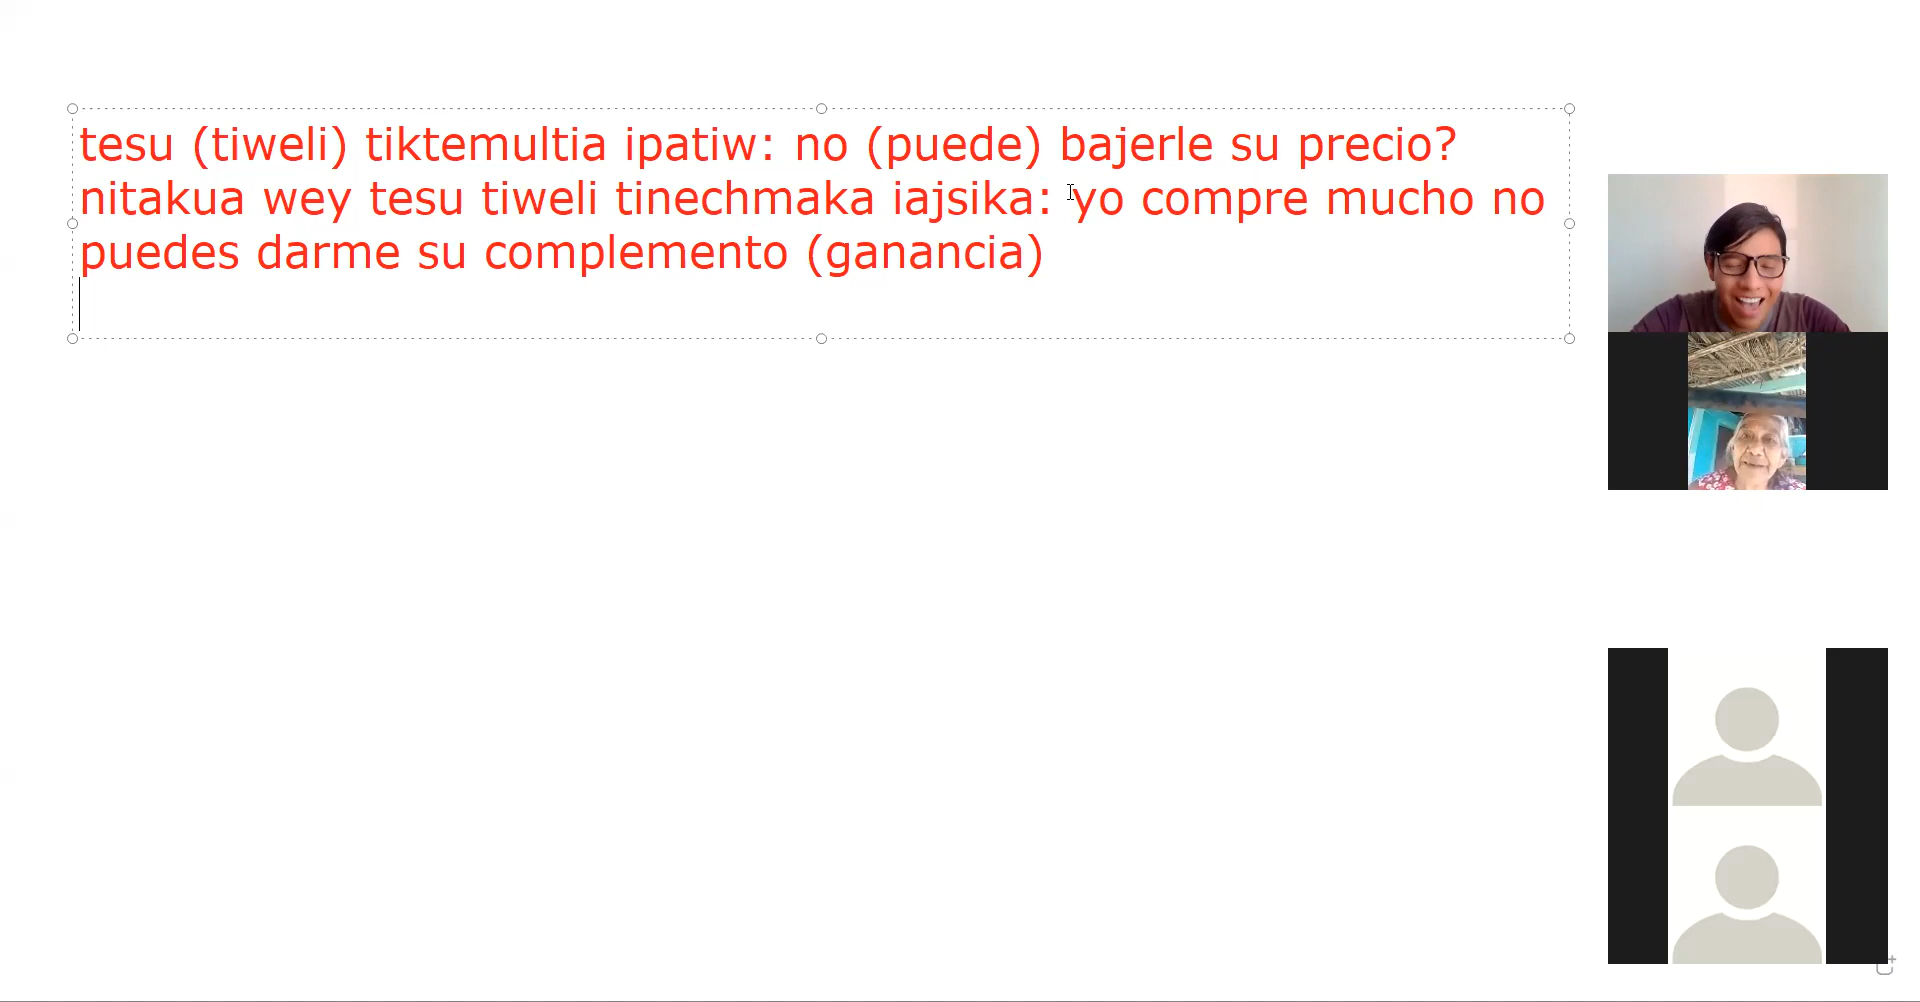 tesu (tiweli) tiktemultia ipatiw: no (puede) bajerle su precio?
nitakua wey tesu tiweli tinechmaka iajsika: yo compre mucho no
puedes darme su complemento (ganancia)